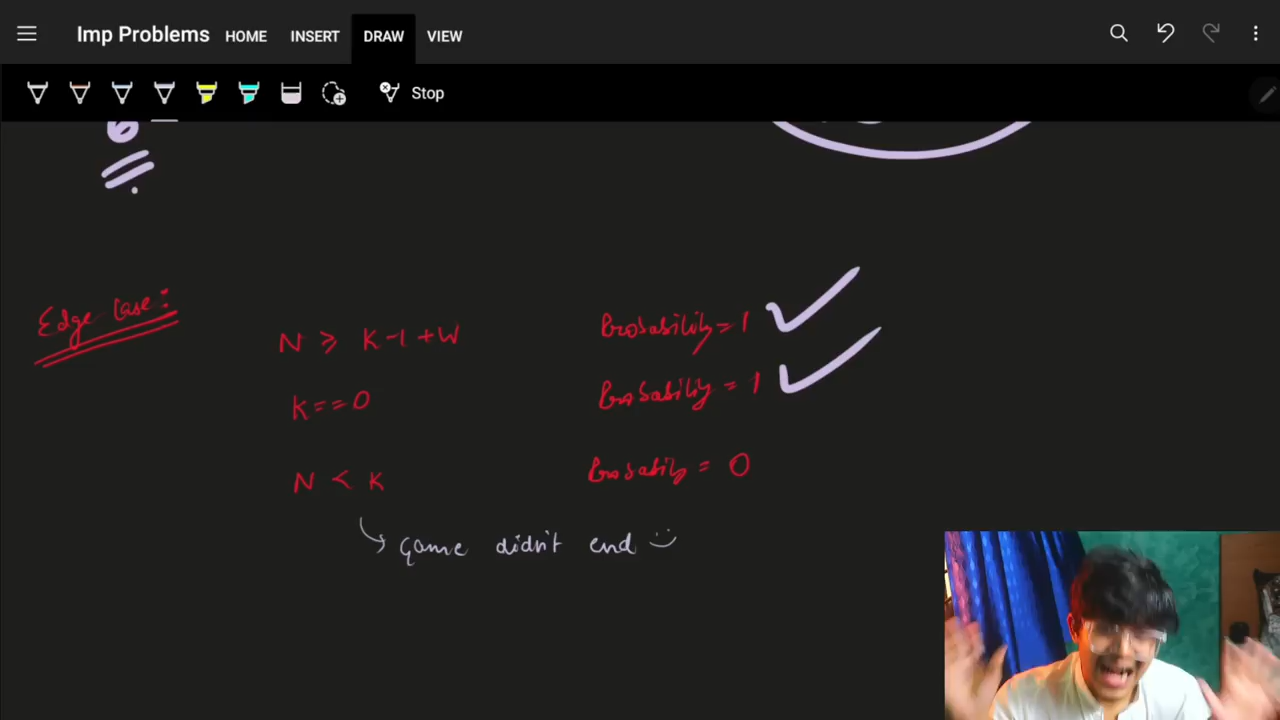 Imp Problems HOME INSERT DRAW VIEW
Stop
6
Edge Case:
N ≥ K-1+W Probability = 1
K==0 Probability = 1
N < K Probability = 0
game didn't end